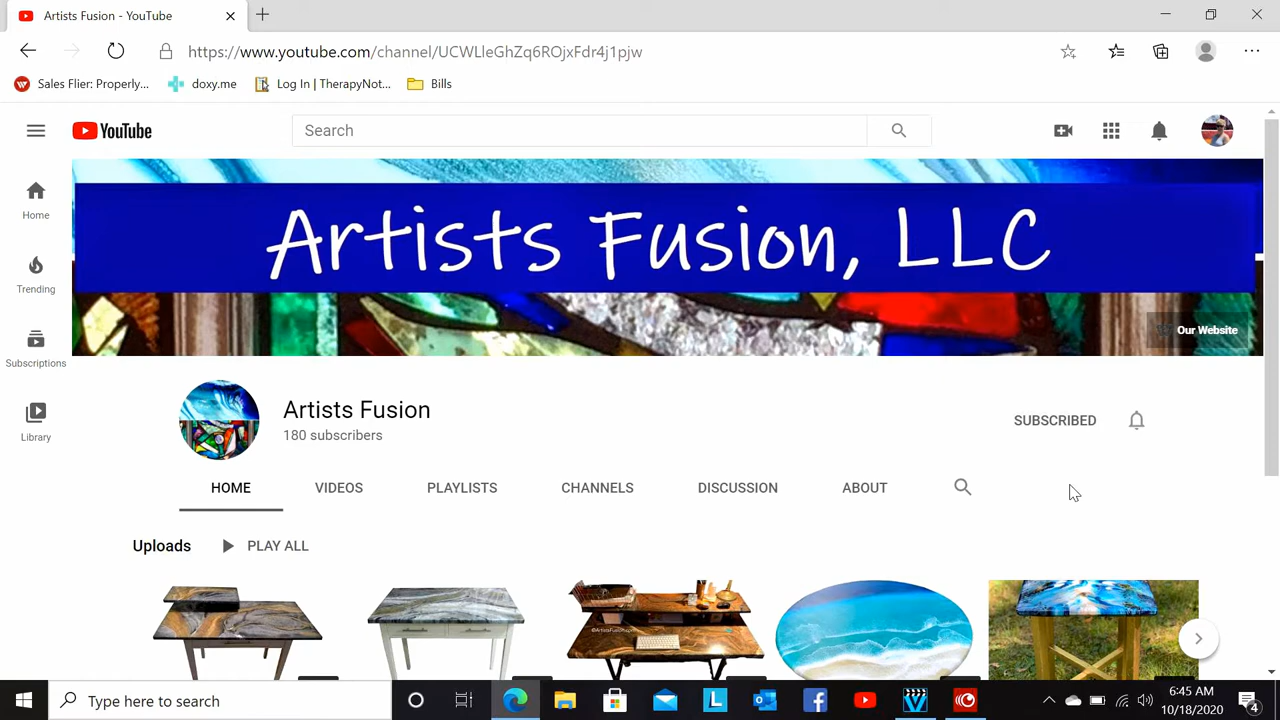 Artists Fusion - YouTube
https://www.youtube.com/channel/UCWLleGhZq6ROjxFdr4j1pjw
Sales Flier: Properly... doxy.me Log In | TherapyNot... Bills
YouTube
Search
Home
Trending
Subscriptions
Library
Artists Fusion, LLC
Our Website
Artists Fusion
180 subscribers
SUBSCRIBED
HOME VIDEOS PLAYLISTS CHANNELS DISCUSSION ABOUT
Uploads PLAY ALL
Type here to search
6:45 AM
10/18/2020
4